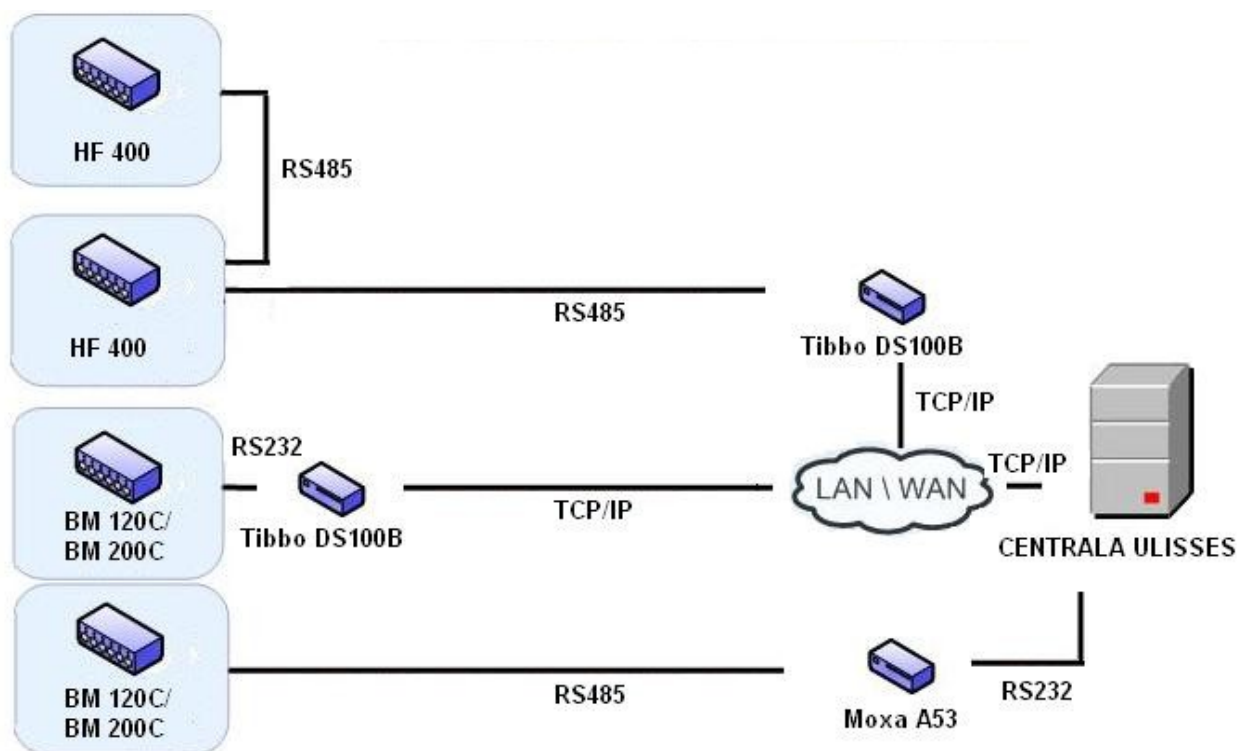 HF 400
RS485
HF 400
RS485
Tibbo DS100B
TCP/IP
RS232
BM 120C/
BM 200C
Tibbo DS100B
TCP/IP
LAN \ WAN
TCP/IP
CENTRALA ULISSES
BM 120C/
BM 200C
RS485
Moxa A53
RS232